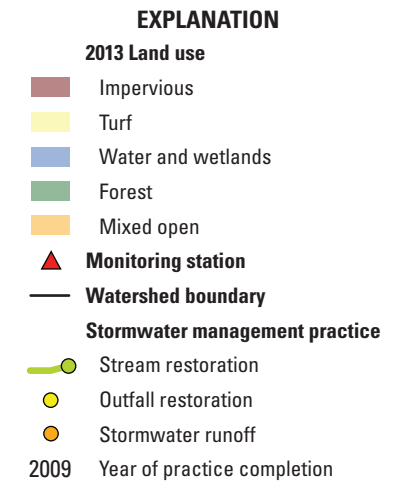 EXPLANATION
2013 Land use
Impervious
Turf
Water and wetlands
Forest
Mixed open
Monitoring station
Watershed boundary
Stormwater management practice
Stream restoration
Outfall restoration
Stormwater runoff
2009 Year of practice completion